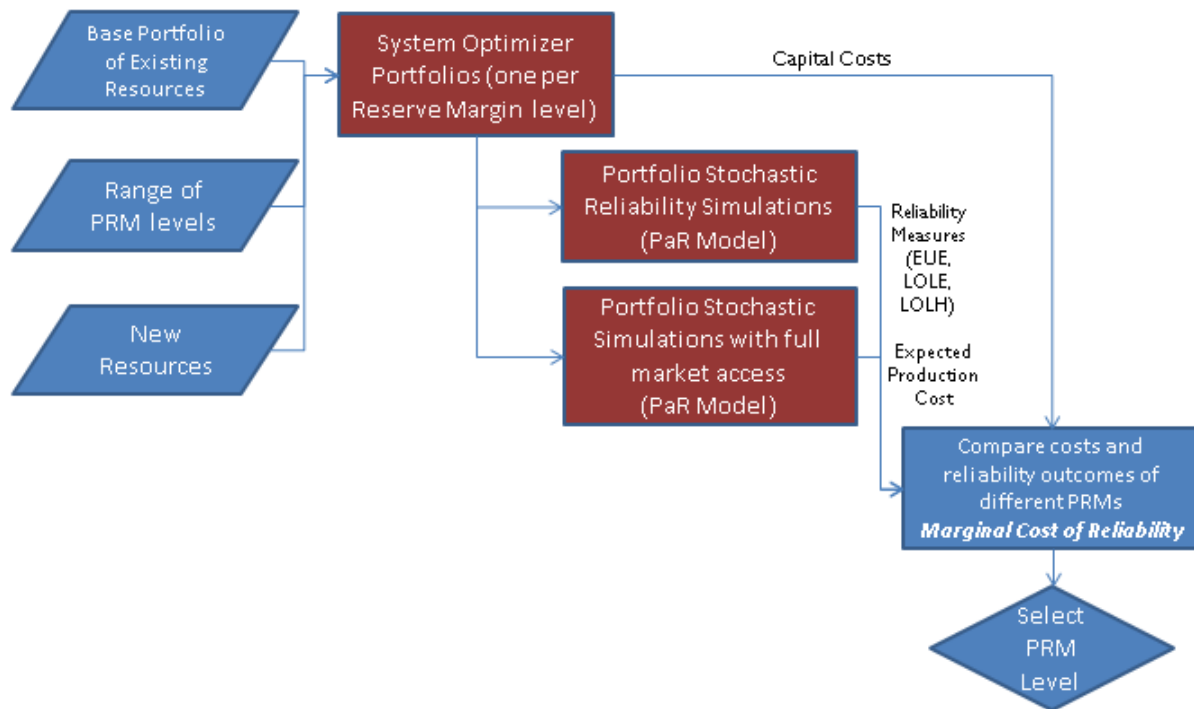 Base Portfolio
of Existing
Resources
System Optimizer
Portfolios (one per
Reserve Margin level)
Capital Costs
Range of
PRM levels
Portfolio Stochastic
Reliability Simulations
(PaR Model)
Reliability
Measures
(EUE,
LOLE,
LOLH)
New
Resources
Portfolio Stochastic
Simulations with full
market access
(PaR Model)
Expected
Production
Cost
Compare costs and
reliability outcomes of
different PRMs
Marginal Cost of Reliability
Select
PRM
Level